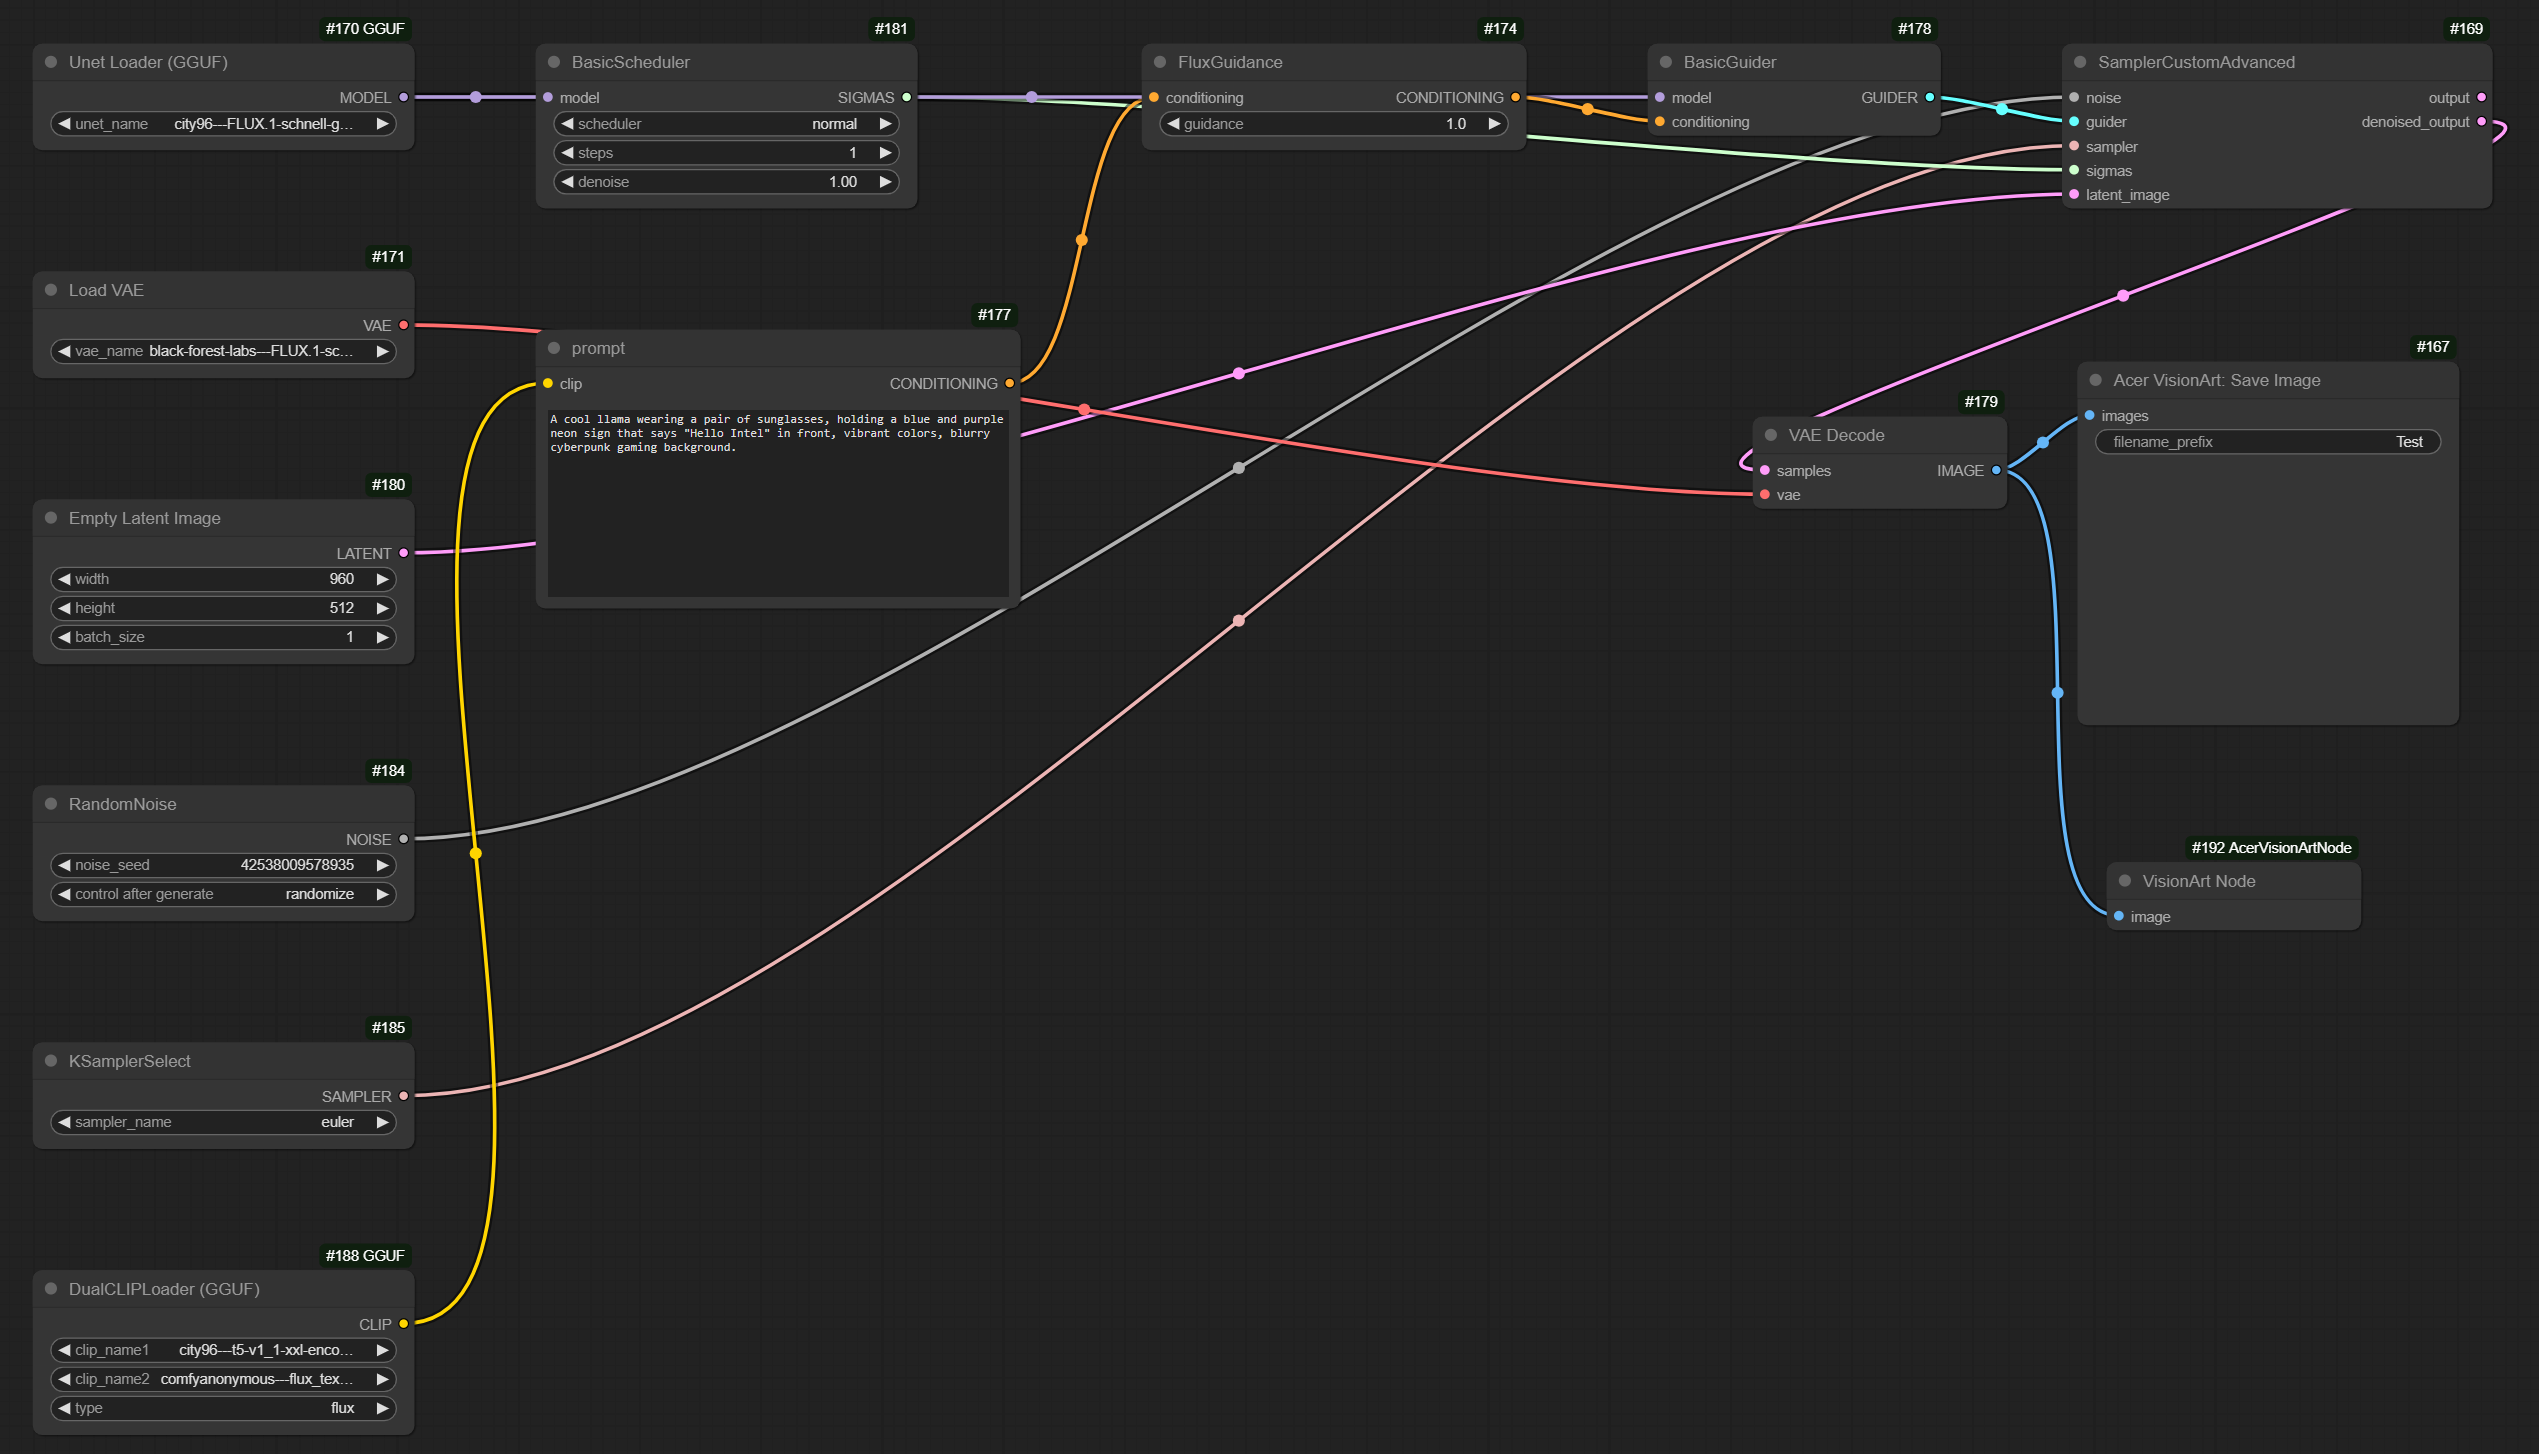 #170 GGUF
Unet Loader (GGUF)
MODEL
unet_name city96---FLUX.1-schnell-g...
#181
BasicScheduler
model SIGMAS
scheduler normal
steps 1
denoise 1.00
#174
FluxGuidance
conditioning CONDITIONING
guidance 1.0
#178
BasicGuider
model GUIDER
conditioning
#169
SamplerCustomAdvanced
noise output
guider denoised_output
sampler
sigmas
latent_image
#171
Load VAE
VAE
vae_name black-forest-labs---FLUX.1-sc...
#177
prompt
clip CONDITIONING
A cool llama wearing a pair of sunglasses, holding a blue and purple
neon sign that says "Hello Intel" in front, vibrant colors, blurry
cyberpunk gaming background.
#179
VAE Decode
samples IMAGE
vae
#167
Acer VisionArt: Save Image
images
filename_prefix Test
#180
Empty Latent Image
LATENT
width 960
height 512
batch_size 1
#184
RandomNoise
NOISE
noise_seed 42538009578935
control after generate randomize
#192 AcerVisionArtNode
VisionArt Node
image
#185
KSamplerSelect
SAMPLER
sampler_name euler
#188 GGUF
DualCLIPLoader (GGUF)
CLIP
clip_name1 city96---t5-v1_1-xxl-enco...
clip_name2 comfyanonymous---flux_tex...
type flux